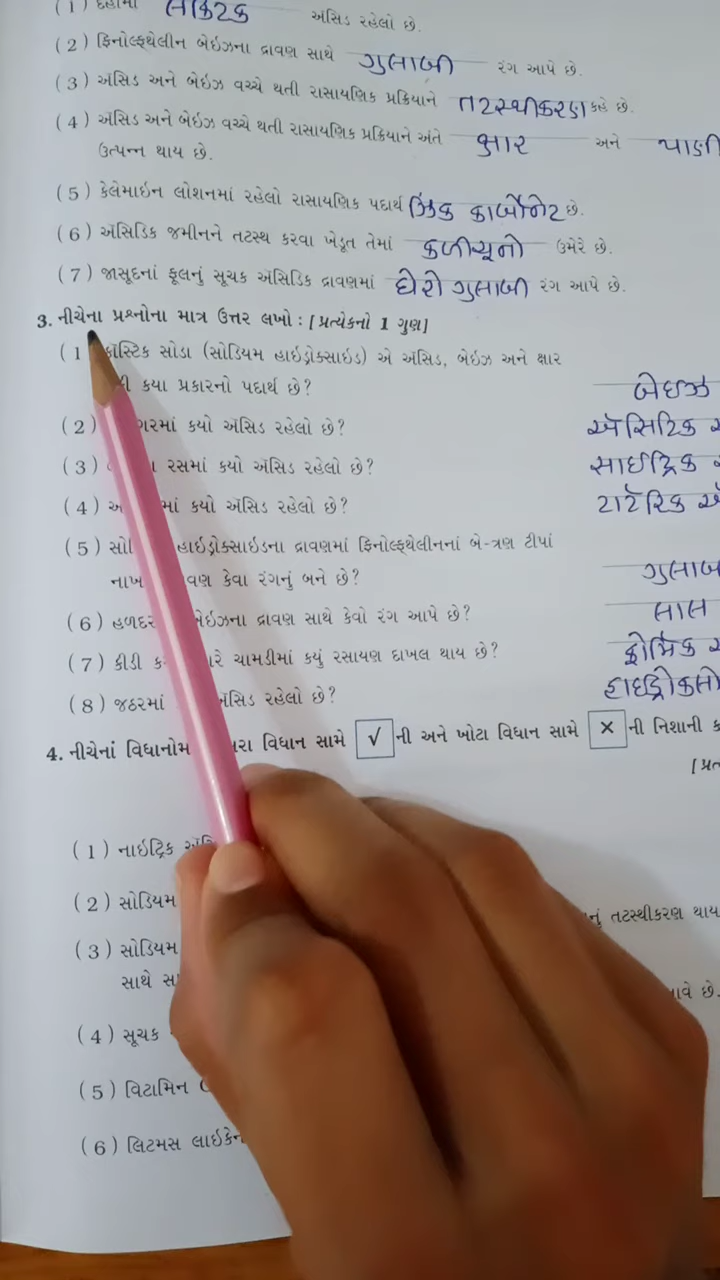 (1) દહીંમાં લેક્ટિક ઍસિડ રહેલો છે.
(2) ફિનોલ્ફથેલીન બેઇઝના દ્રાવણ સાથે ગુલાબી રંગ આપે છે.
(3) ઍસિડ અને બેઇઝ વચ્ચે થતી રાસાયણિક પ્રક્રિયાને તટસ્થીકરણ કહે છે.
(4) ઍસિડ અને બેઇઝ વચ્ચે થતી રાસાયણિક પ્રક્રિયાને અંતે ક્ષાર અને પાણી
ઉત્પન્ન થાય છે.
(5) કેલેમાઇન લોશનમાં રહેલો રાસાયણિક પદાર્થ ઝિંક કાર્બોનેટ છે.
(6) ઍસિડિક જમીનને તટસ્થ કરવા ખેડૂત તેમાં કળીચૂનો ઉમેરે છે.
(7) જાસૂદનાં ફૂલનું સૂચક ઍસિડિક દ્રાવણમાં ઘેરો ગુલાબી રંગ આપે છે.
3. નીચેના પ્રશ્નોના માત્ર ઉત્તર લખો : [પ્રત્યેકનો 1 ગુણ]
(1 કૉસ્ટિક સોડા (સોડિયમ હાઇડ્રોક્સાઇડ) એ ઍસિડ, બેઇઝ અને ક્ષાર
કયા પ્રકારનો પદાર્થ છે? બેઇઝ
(2) કયો ઍસિડ રહેલો છે? ઍસિટિક
(3) રસમાં કયો ઍસિડ રહેલો છે? સાઇટ્રિક
(4) કયો ઍસિડ રહેલો છે? ટાર્ટરિક
(5) હાઇડ્રોક્સાઇડના દ્રાવણમાં ફિનોલ્ફથેલીનનાં બે-ત્રણ ટીપાં
કેવા રંગનું બને છે? ગુલાબ
(6) હળદર બેઇઝના દ્રાવણ સાથે કેવો રંગ આપે છે? લાલ
(7) કીડી ચામડીમાં કયું રસાયણ દાખલ થાય છે? ફોર્મિક
(8) જઠરમાં ઍસિડ રહેલો છે? હાઇડ્રોક્લો
4. નીચેનાં વિધાનોમ ખરા વિધાન સામે √ ની અને ખોટા વિધાન સામે × ની નિશાની ક
[પ્રત
(1) નાઇટ્રિક
(2) સોડિયમ નું તટસ્થીકરણ થાય
(3) સોડિયમ
સાથે છે.
(4) સૂચક
(5) વિટામિન
(6) લિટમસ લાઇકેન